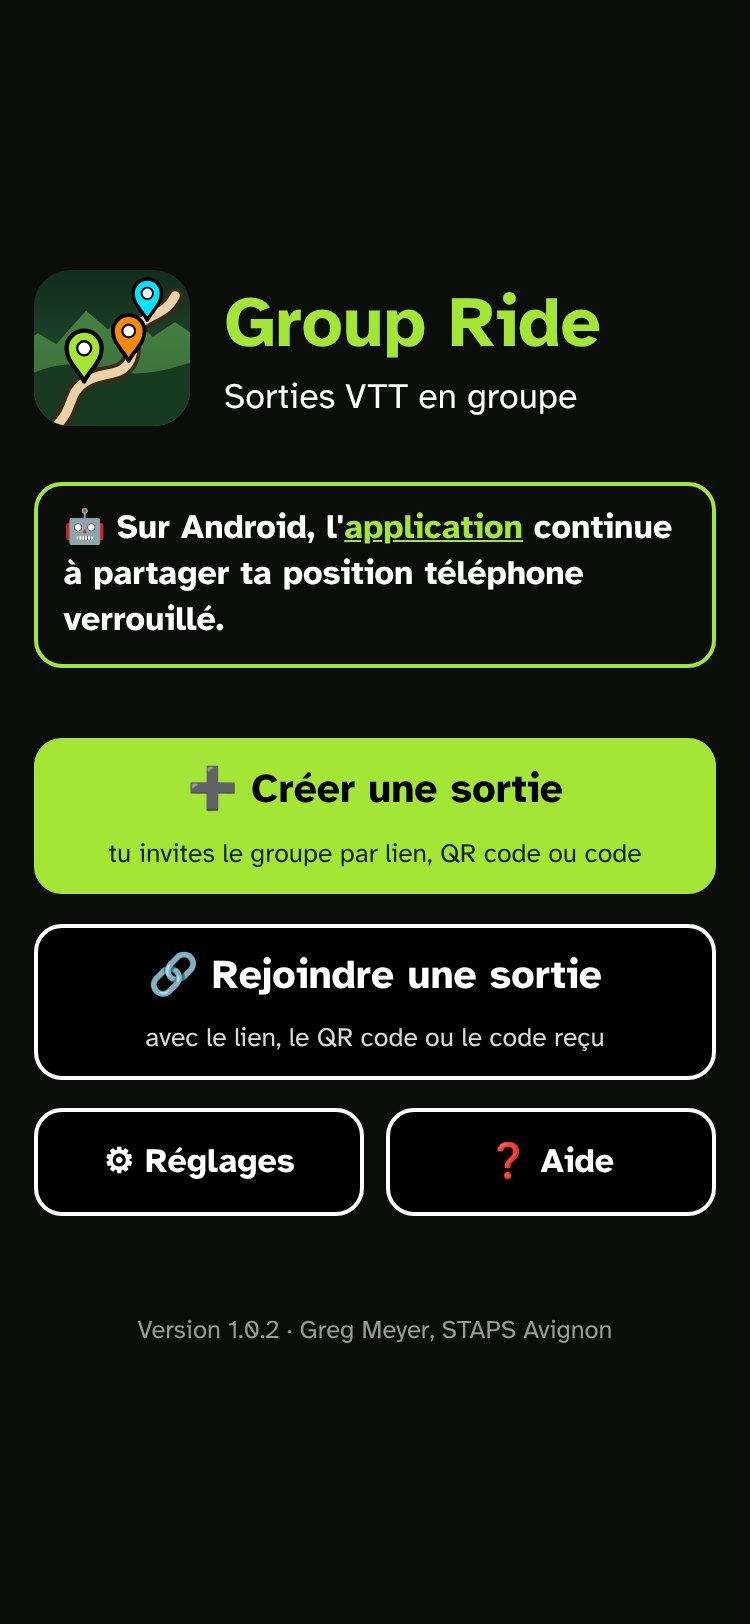 Group Ride
Sorties VTT en groupe
🤖 Sur Android, l'application continue
à partager ta position téléphone
verrouillé.
➕ Créer une sortie
tu invites le groupe par lien, QR code ou code
🔗 Rejoindre une sortie
avec le lien, le QR code ou le code reçu
⚙ Réglages
❓ Aide
Version 1.0.2 · Greg Meyer, STAPS Avignon